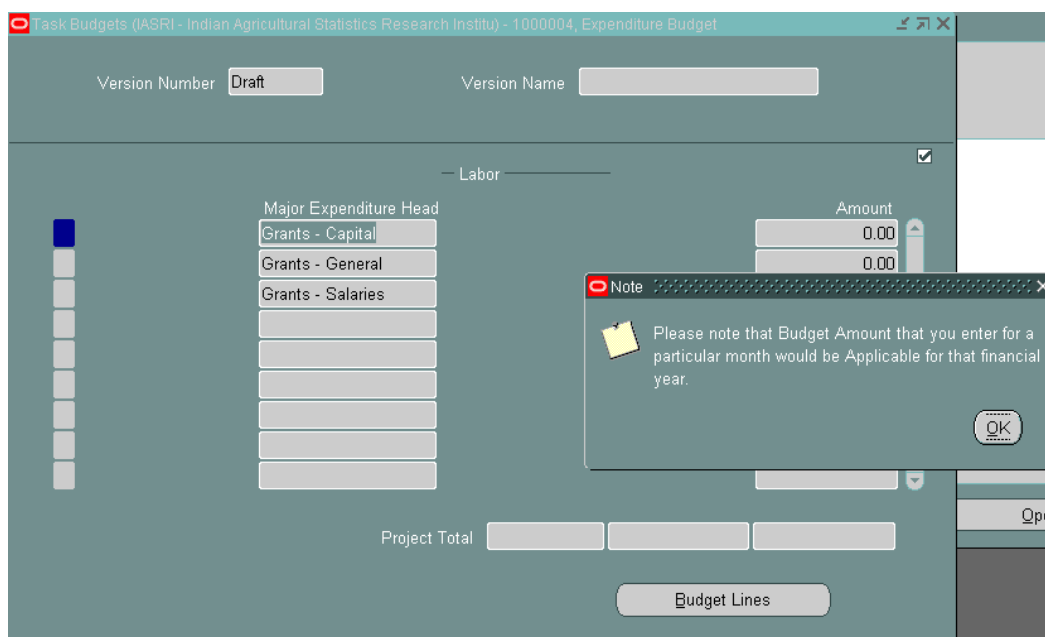 Task Budgets (IASRI - Indian Agricultural Statistics Research Institu) - 1000004, Expenditure Budget
Version Number Draft Version Name
Labor
Major Expenditure Head Amount
Grants - Capital 0.00
Grants - General 0.00
Grants - Salaries
Note
Please note that Budget Amount that you enter for a
particular month would be Applicable for that financial
year.
OK
Ope
Project Total
Budget Lines